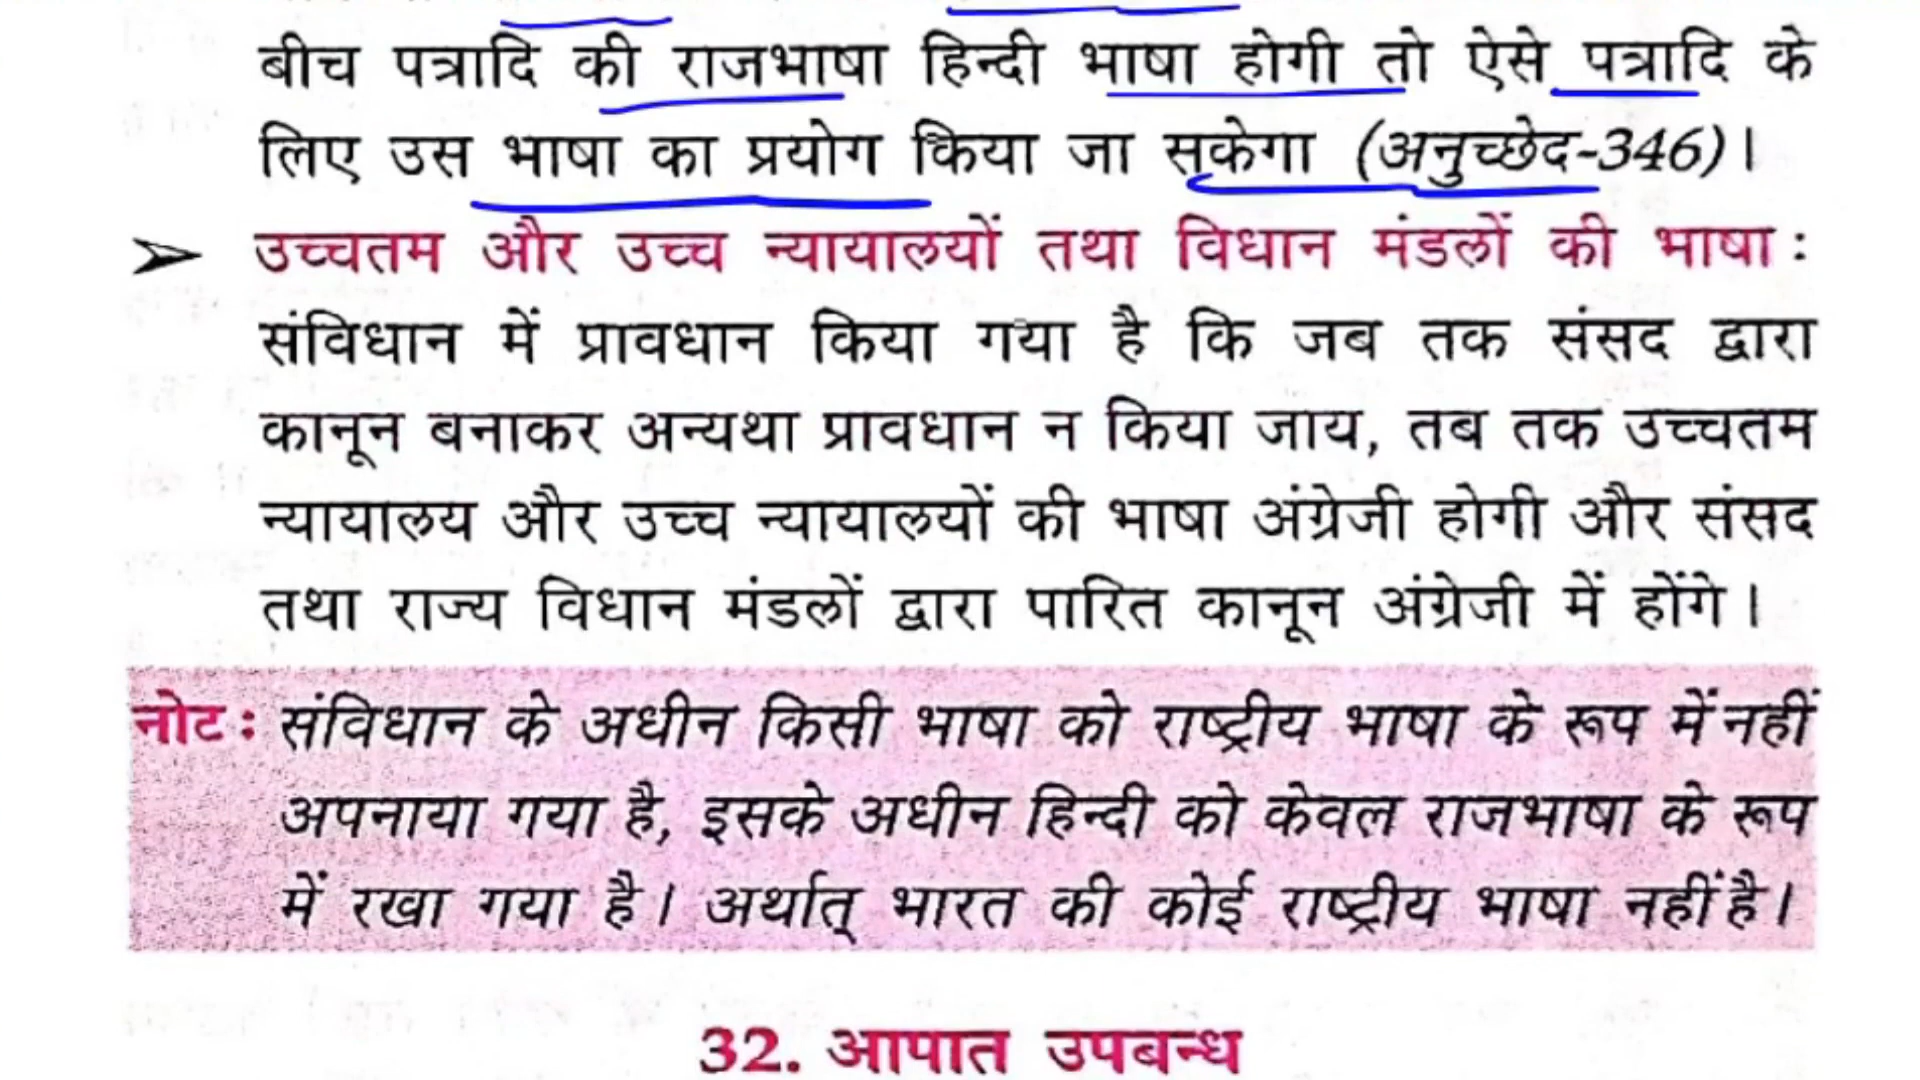 बीच पत्रादि की राजभाषा हिन्दी भाषा होगी तो ऐसे पत्रादि के
लिए उस भाषा का प्रयोग किया जा सकेगा (अनुच्छेद-346)।
➢ उच्चतम और उच्च न्यायालयों तथा विधान मंडलों की भाषा :
संविधान में प्रावधान किया गया है कि जब तक संसद द्वारा
कानून बनाकर अन्यथा प्रावधान न किया जाय, तब तक उच्चतम
न्यायालय और उच्च न्यायालयों की भाषा अंग्रेजी होगी और संसद
तथा राज्य विधान मंडलों द्वारा पारित कानून अंग्रेजी में होंगे।
नोट : संविधान के अधीन किसी भाषा को राष्ट्रीय भाषा के रूप में नहीं
अपनाया गया है, इसके अधीन हिन्दी को केवल राजभाषा के रूप
में रखा गया है। अर्थात् भारत की कोई राष्ट्रीय भाषा नहीं है।
32. आपात उपबन्ध